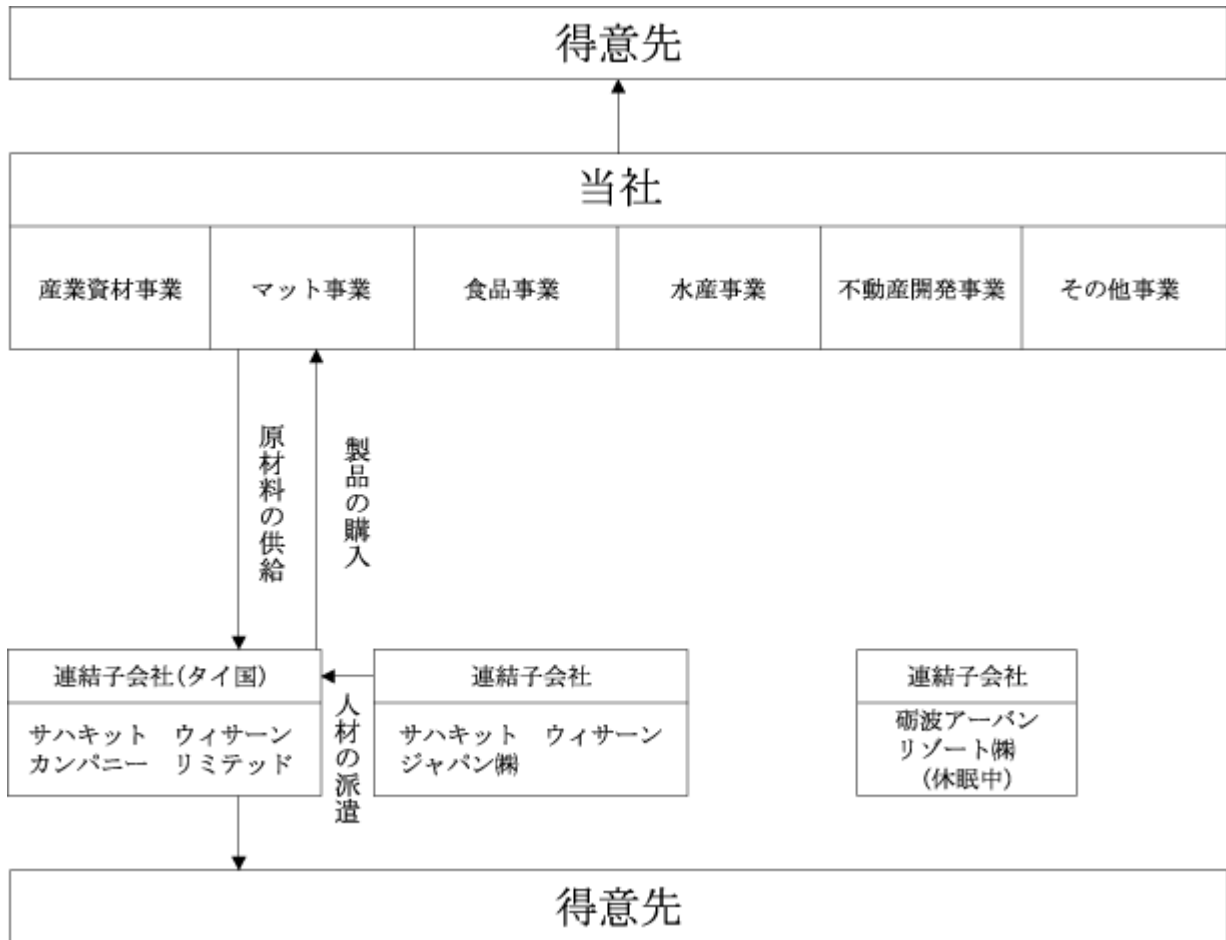 得意先
当社
産業資材事業
マット事業
食品事業
水産事業
不動産開発事業
その他事業
原材料の供給
製品の購入
連結子会社(タイ国)
サハキット　ウィサーン
カンパニー　リミテッド
人材の派遣
連結子会社
サハキット　ウィサーン
ジャパン㈱
連結子会社
砺波アーバン
リゾート㈱
(休眠中)
得意先